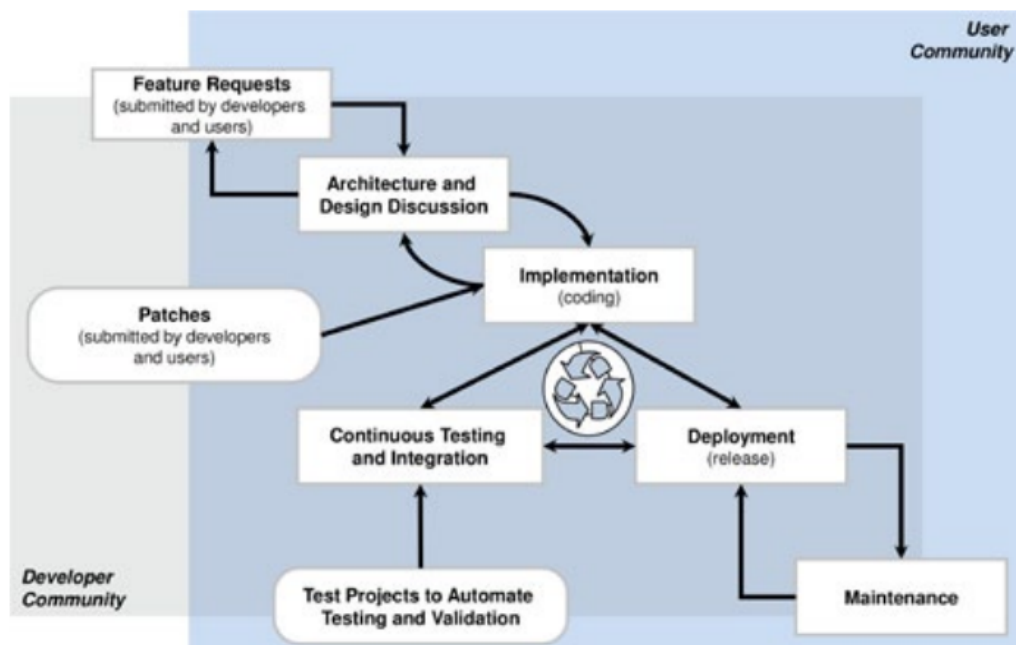 User
Community
Feature Requests
(submitted by developers
and users)
Architecture and
Design Discussion
Implementation
(coding)
Patches
(submitted by developers
and users)
Continuous Testing
and Integration
Deployment
(release)
Developer
Community
Test Projects to Automate
Testing and Validation
Maintenance